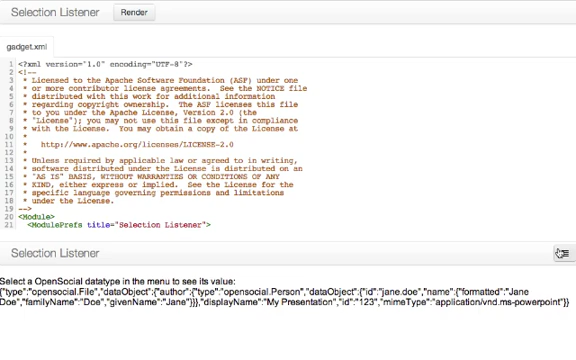 Selection Listener Render
gadget.xml
1 <?xml version="1.0" encoding="UTF-8"?>
2 <!--
3 * Licensed to the Apache Software Foundation (ASF) under one
4 * or more contributor license agreements. See the NOTICE file
5 * distributed with this work for additional information
6 * regarding copyright ownership. The ASF licenses this file
7 * to you under the Apache License, Version 2.0 (the
8 * "License"); you may not use this file except in compliance
9 * with the License. You may obtain a copy of the License at
10 *
11 * http://www.apache.org/licenses/LICENSE-2.0
12 *
13 * Unless required by applicable law or agreed to in writing,
14 * software distributed under the License is distributed on an
15 * "AS IS" BASIS, WITHOUT WARRANTIES OR CONDITIONS OF ANY
16 * KIND, either express or implied. See the License for the
17 * specific language governing permissions and limitations
18 * under the License.
19 -->
20 <Module>
21 <ModulePrefs title="Selection Listener">
Selection Listener
Select a OpenSocial datatype in the menu to see its value:
{"type":"opensocial.File","dataObject":{"author":{"type":"opensocial.Person","dataObject":{"id":"jane.doe","name":{"formatted":"Jane
Doe","familyName":"Doe","givenName":"Jane"}}},"displayName":"My Presentation","id":"123","mimeType":"application/vnd.ms-powerpoint"}}